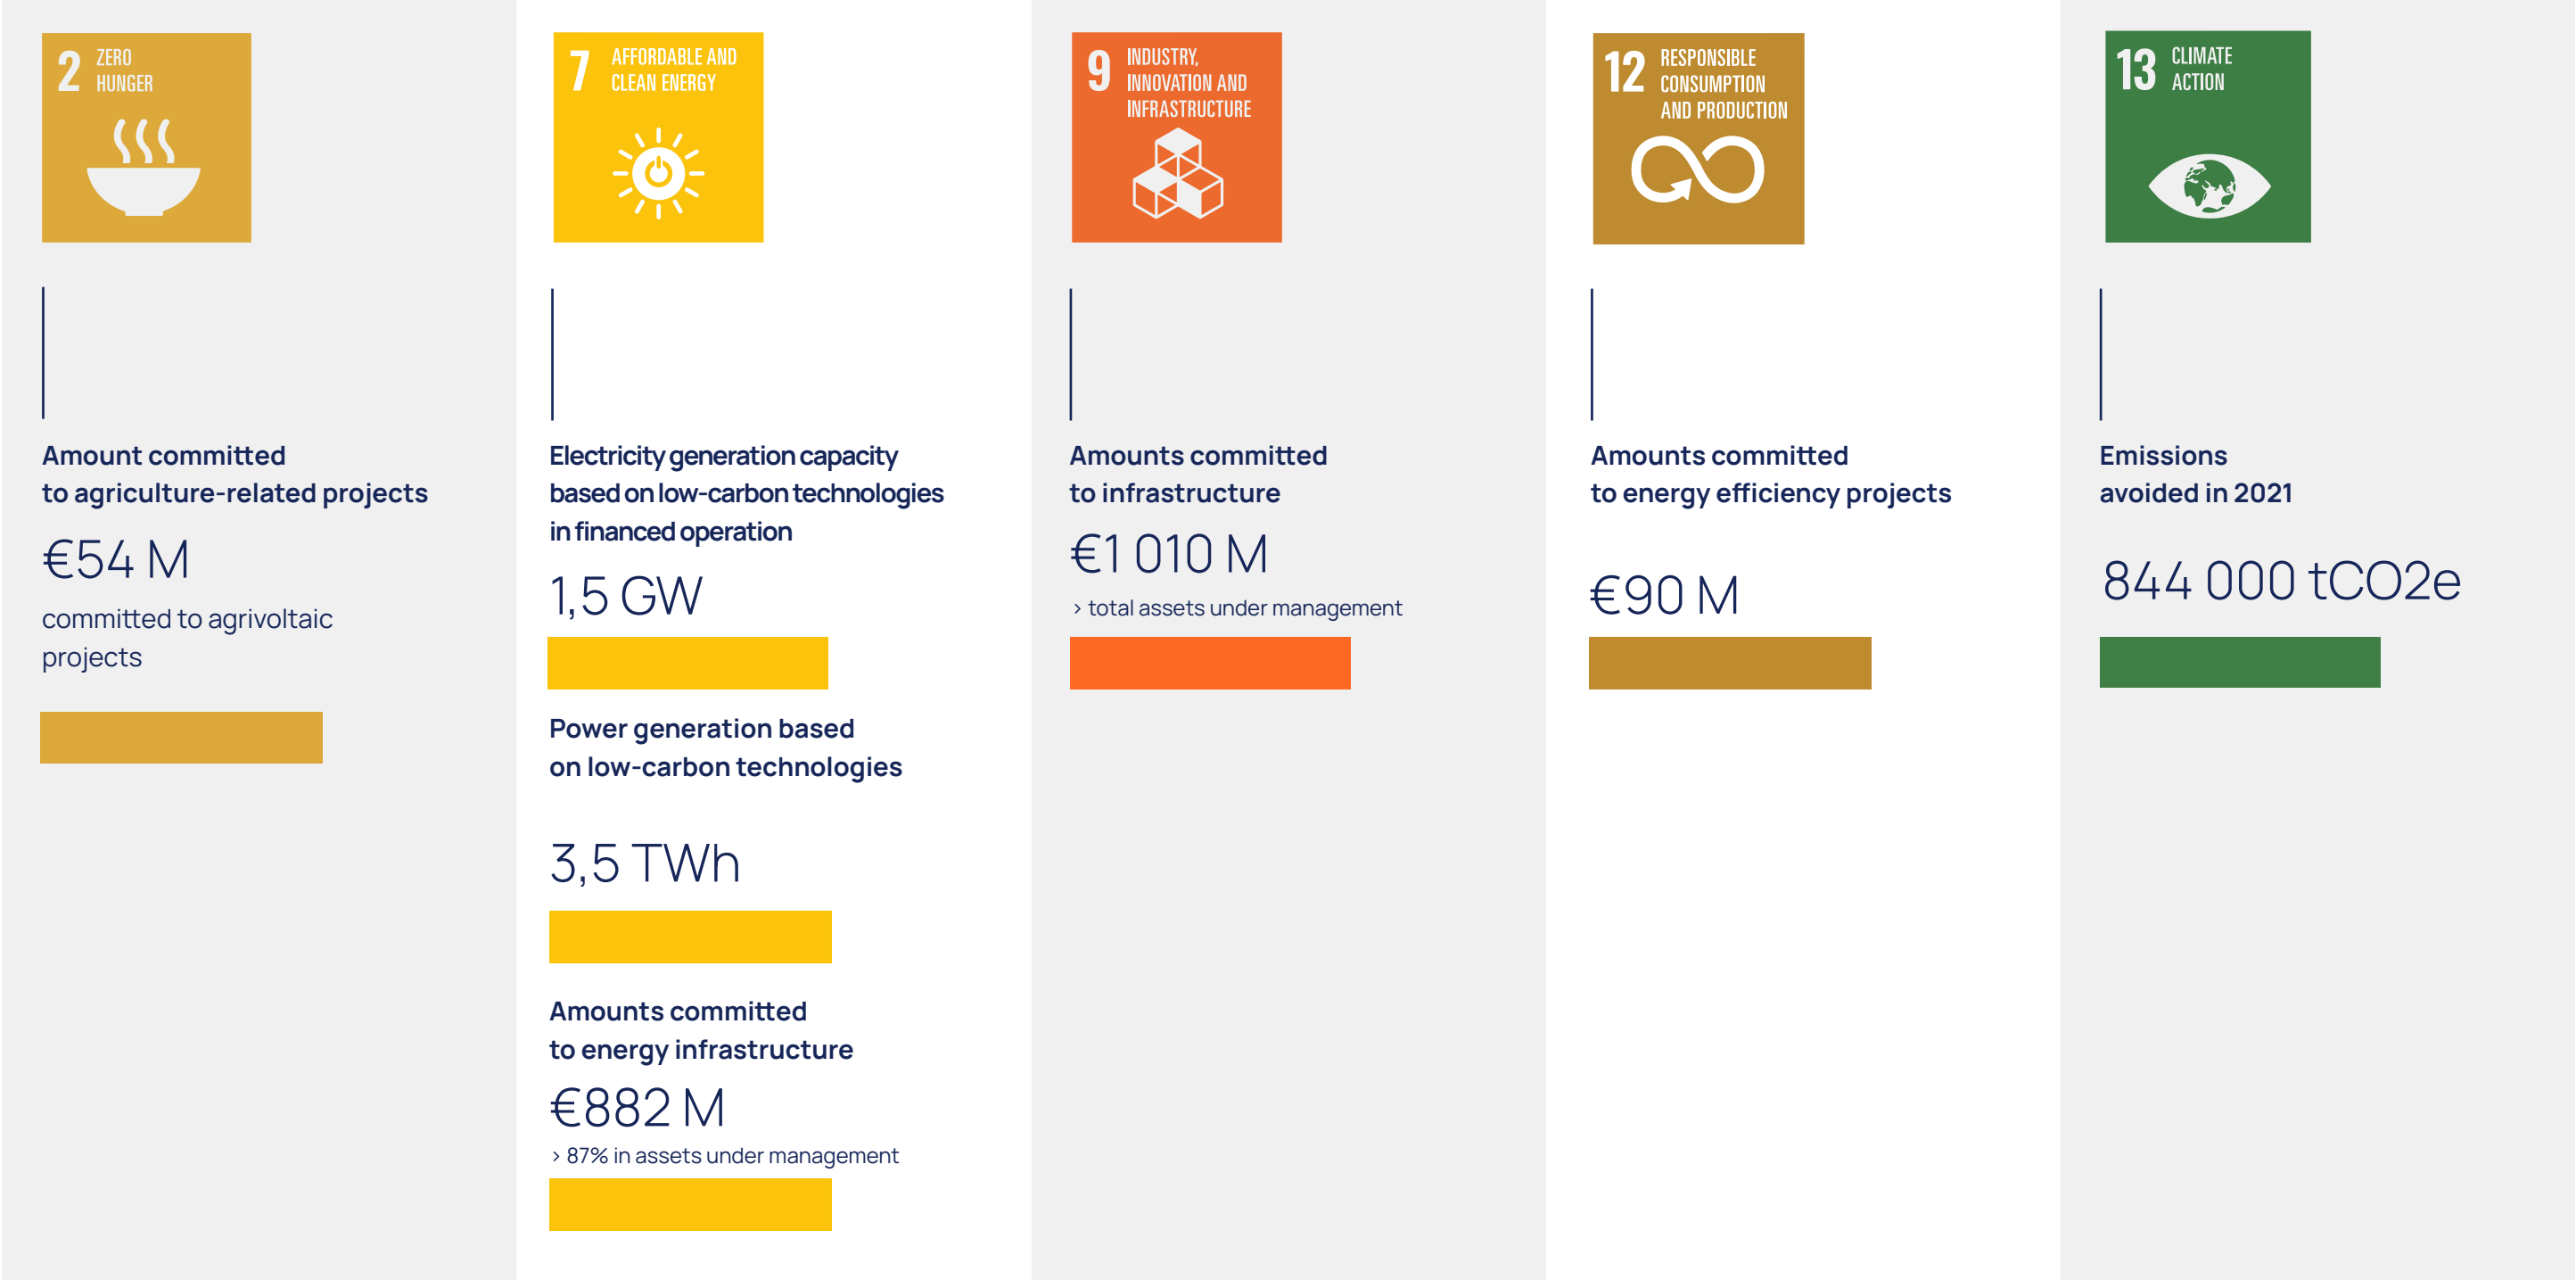 2 ZERO
HUNGER
Amount committed
to agriculture-related projects
€54 M
committed to agrivoltaic
projects
7 AFFORDABLE AND
CLEAN ENERGY
Electricity generation capacity
based on low-carbon technologies
in financed operation
1,5 GW
Power generation based
on low-carbon technologies
3,5 TWh
Amounts committed
to energy infrastructure
€882 M
> 87% in assets under management
9 INDUSTRY,
INNOVATION AND
INFRASTRUCTURE
Amounts committed
to infrastructure
€1 010 M
> total assets under management
12 RESPONSIBLE
CONSUMPTION
AND PRODUCTION
Amounts committed
to energy efficiency projects
€90 M
13 CLIMATE
ACTION
Emissions
avoided in 2021
844 000 tCO2e